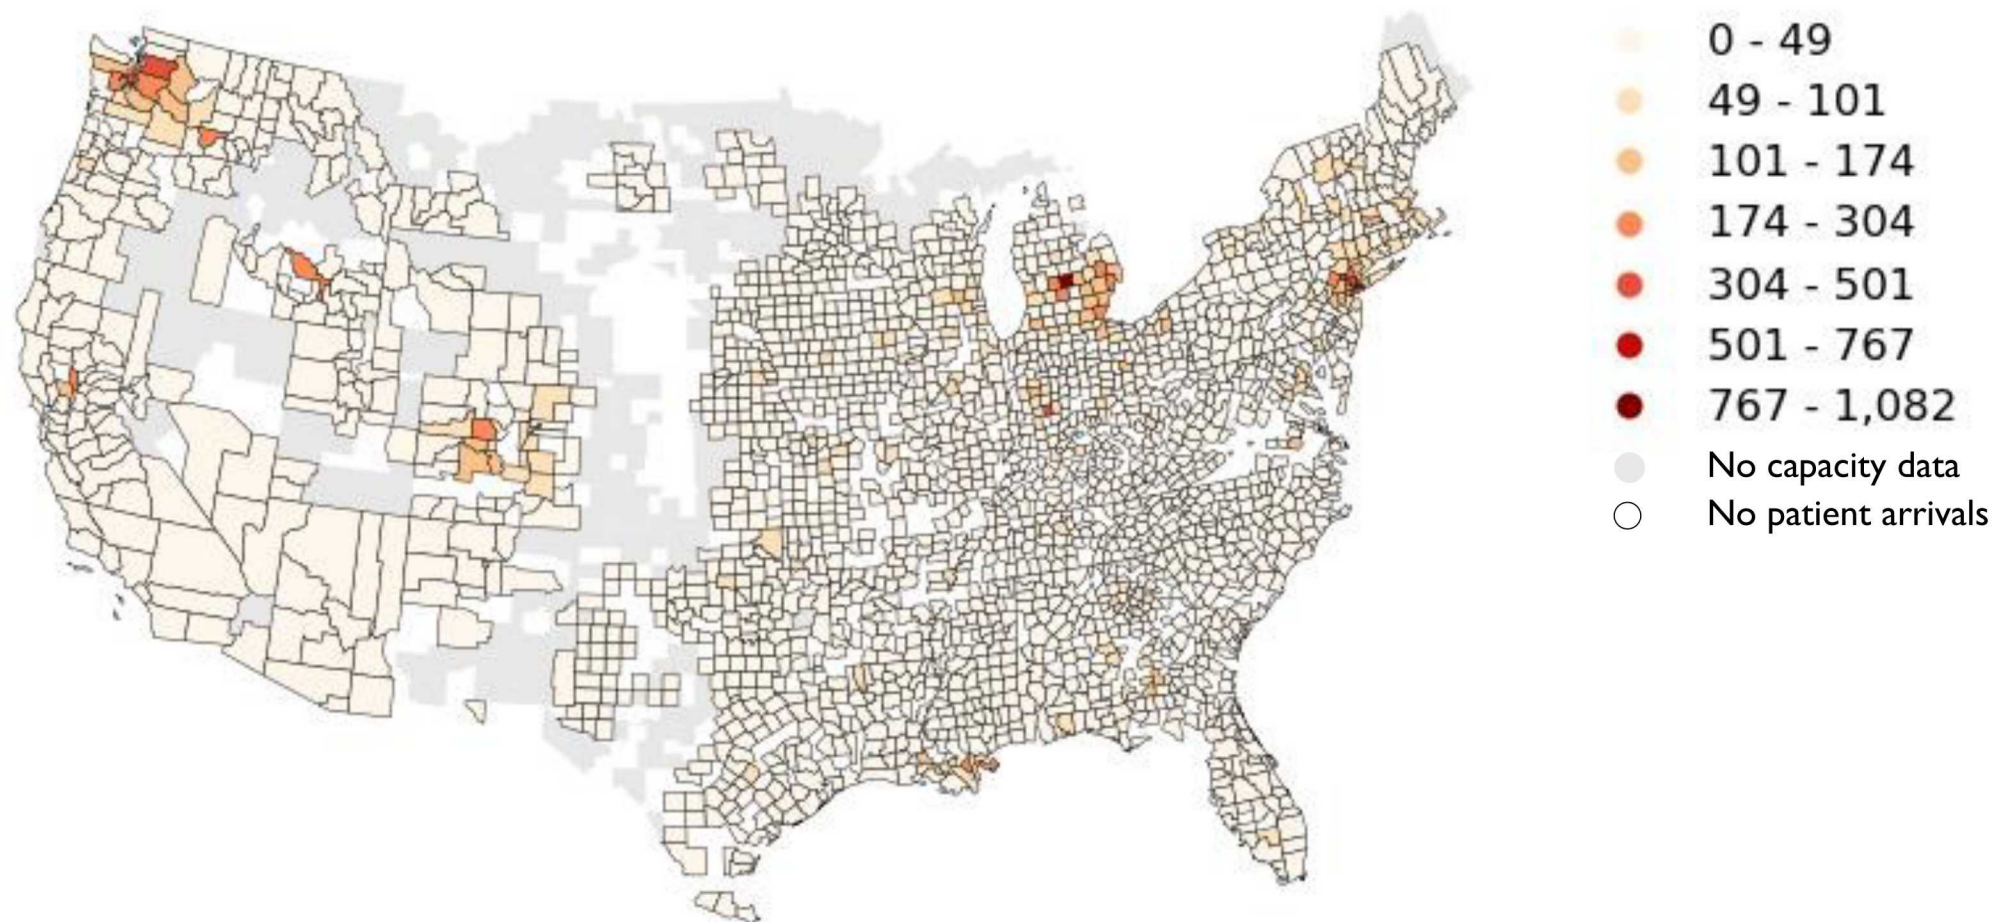 0 - 49
49 - 101
101 - 174
174 - 304
304 - 501
501 - 767
767 - 1,082
No capacity data
No patient arrivals